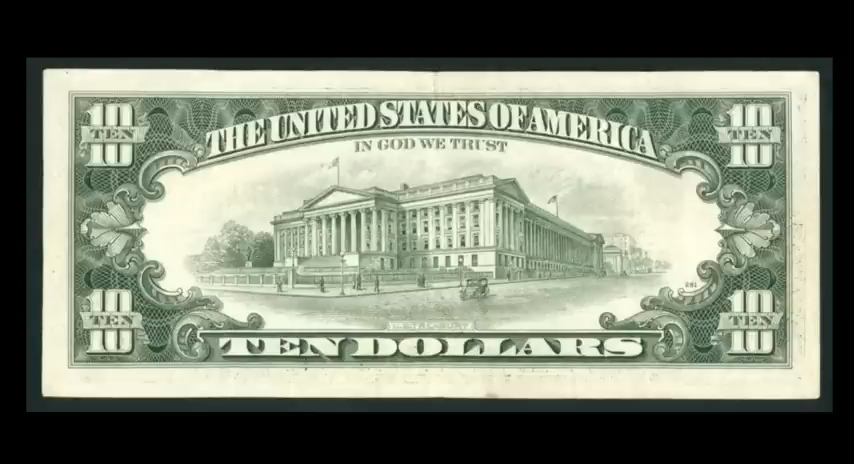 10 TEN
THE UNITED STATES OF AMERICA
10 TEN
IN GOD WE TRUST
10 TEN
U.S. TREASURY
10 TEN
TEN DOLLARS